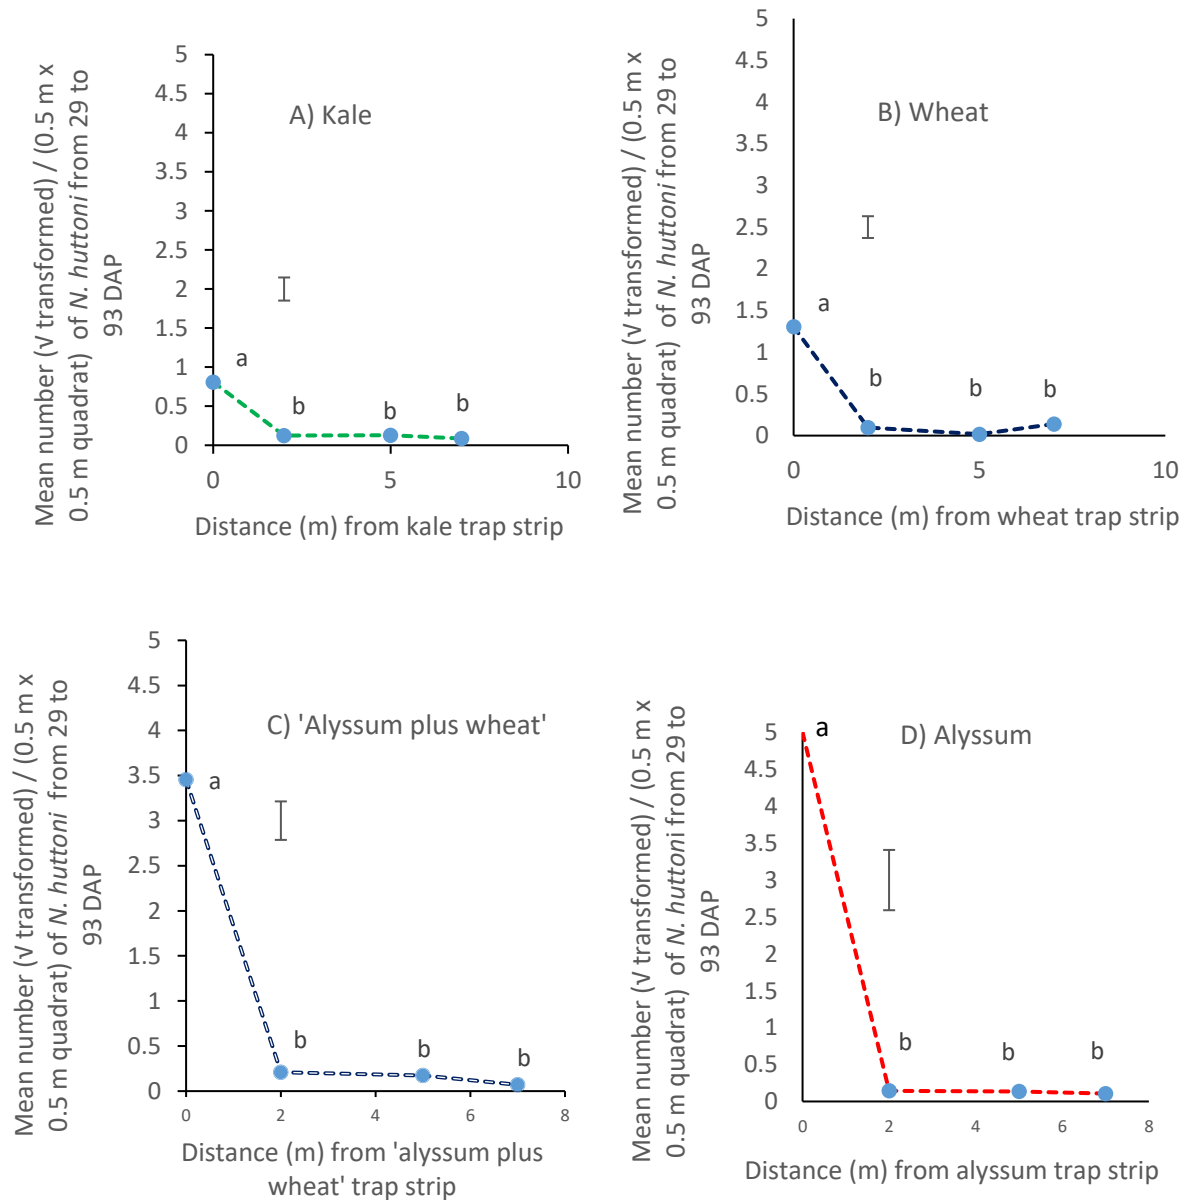 Mean number (√ transformed) / (0.5 m x
0.5 m quadrat) of N. huttoni from 29 to
93 DAP
5
4.5
4
3.5
3
2.5
2
1.5
1
0.5
0
A) Kale
a
b
b
b
0
5
10
Distance (m) from kale trap strip
Mean number (√ transformed) / (0.5 m x
0.5 m quadrat) of N. huttoni from 29 to
93 DAP
5
4.5
4
3.5
3
2.5
2
1.5
1
0.5
0
B) Wheat
a
b
b
b
0
5
10
Distance (m) from wheat trap strip
Mean number (√ transformed) / (0.5 m x
0.5 m quadrat) of N. huttoni from 29 to
93 DAP
5
4.5
4
3.5
3
2.5
2
1.5
1
0.5
0
C) 'Alyssum plus wheat'
a
b
b
b
0
2
4
6
8
Distance (m) from 'alyssum plus
wheat' trap strip
Mean number (√ transformed) / (0.5 m x
0.5 m quadrat) of N. huttoni from 29 to
93 DAP
5
4.5
4
3.5
3
2.5
2
1.5
1
0.5
0
D) Alyssum
a
b
b
b
0
2
4
6
8
Distance (m) from alyssum trap strip